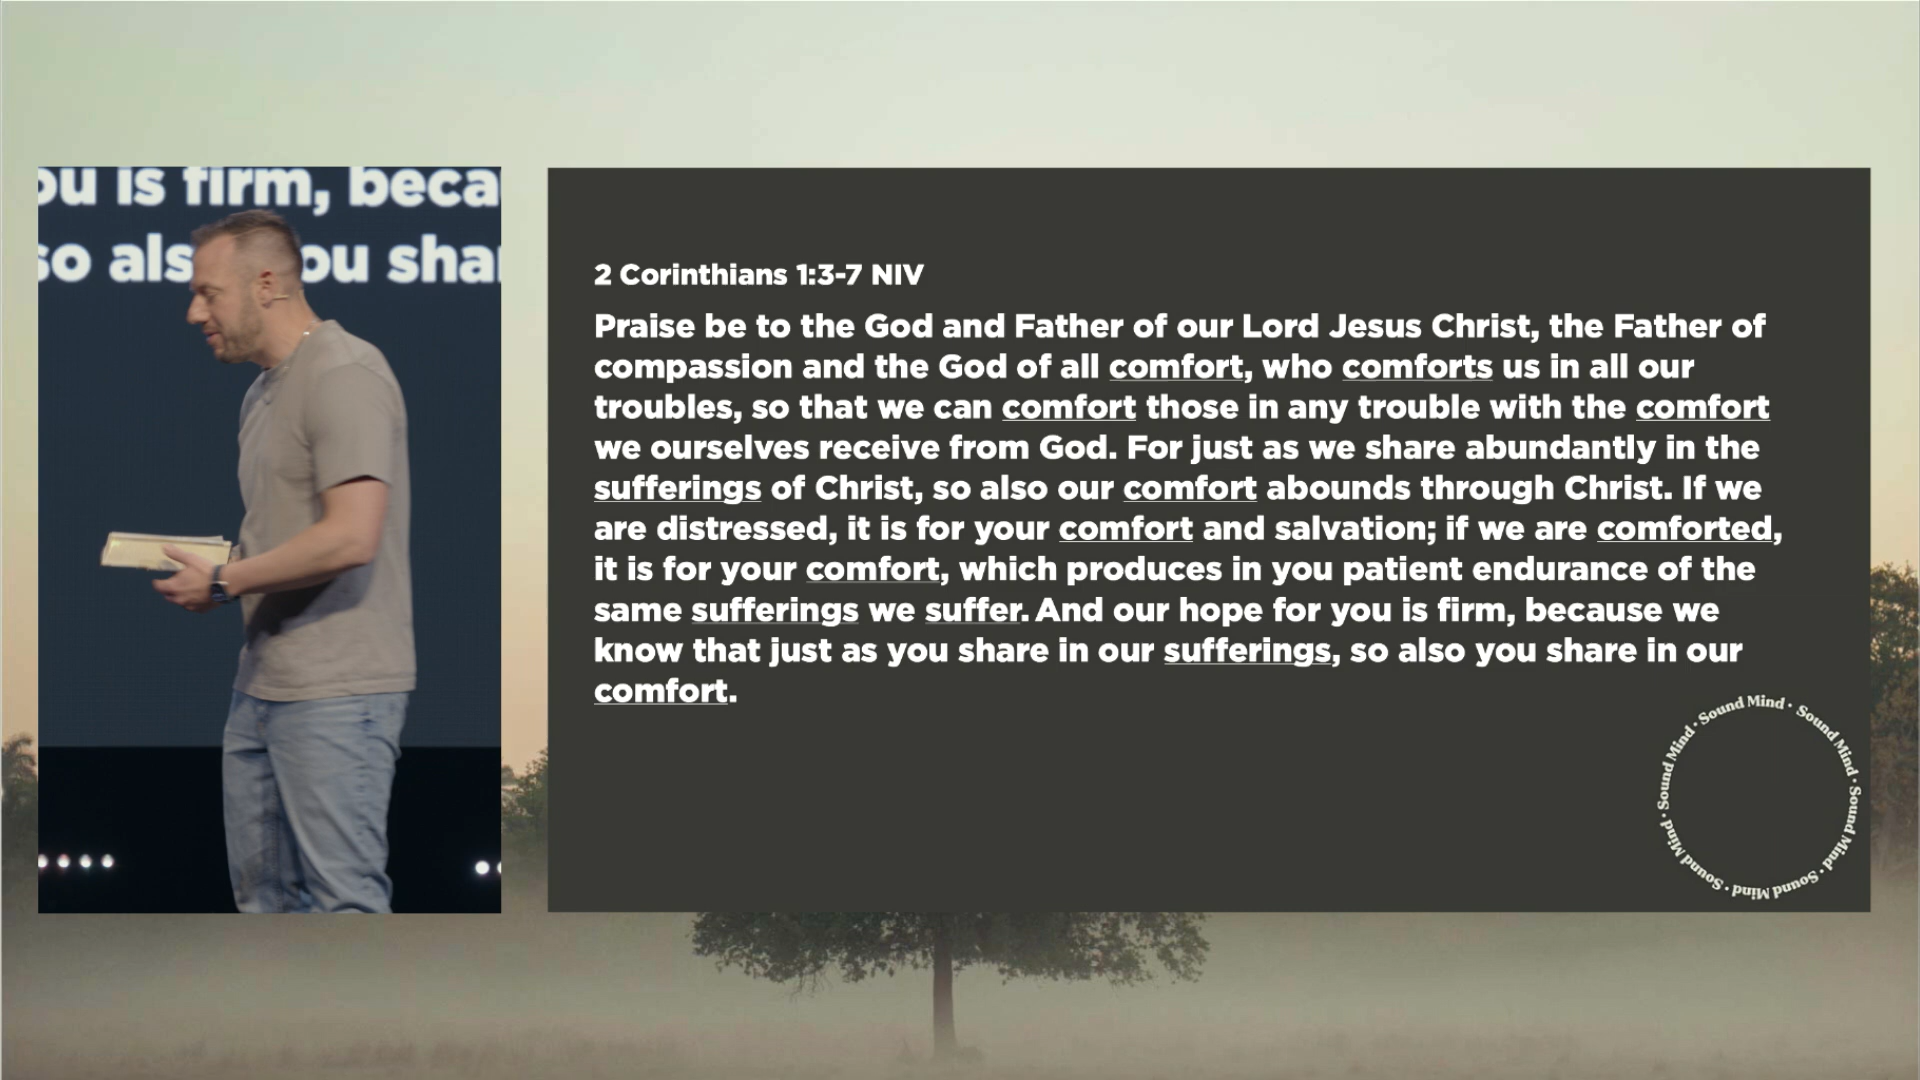 ou is firm, beca
so als ou sha
2 Corinthians 1:3-7 NIV
Praise be to the God and Father of our Lord Jesus Christ, the Father of
compassion and the God of all comfort, who comforts us in all our
troubles, so that we can comfort those in any trouble with the comfort
we ourselves receive from God. For just as we share abundantly in the
sufferings of Christ, so also our comfort abounds through Christ. If we
are distressed, it is for your comfort and salvation; if we are comforted,
it is for your comfort, which produces in you patient endurance of the
same sufferings we suffer. And our hope for you is firm, because we
know that just as you share in our sufferings, so also you share in our
comfort.
Sound Mind · Sound Mind · Sound Mind · Sound Mind · Sound Mind · Sound Mind · Sound Mind ·